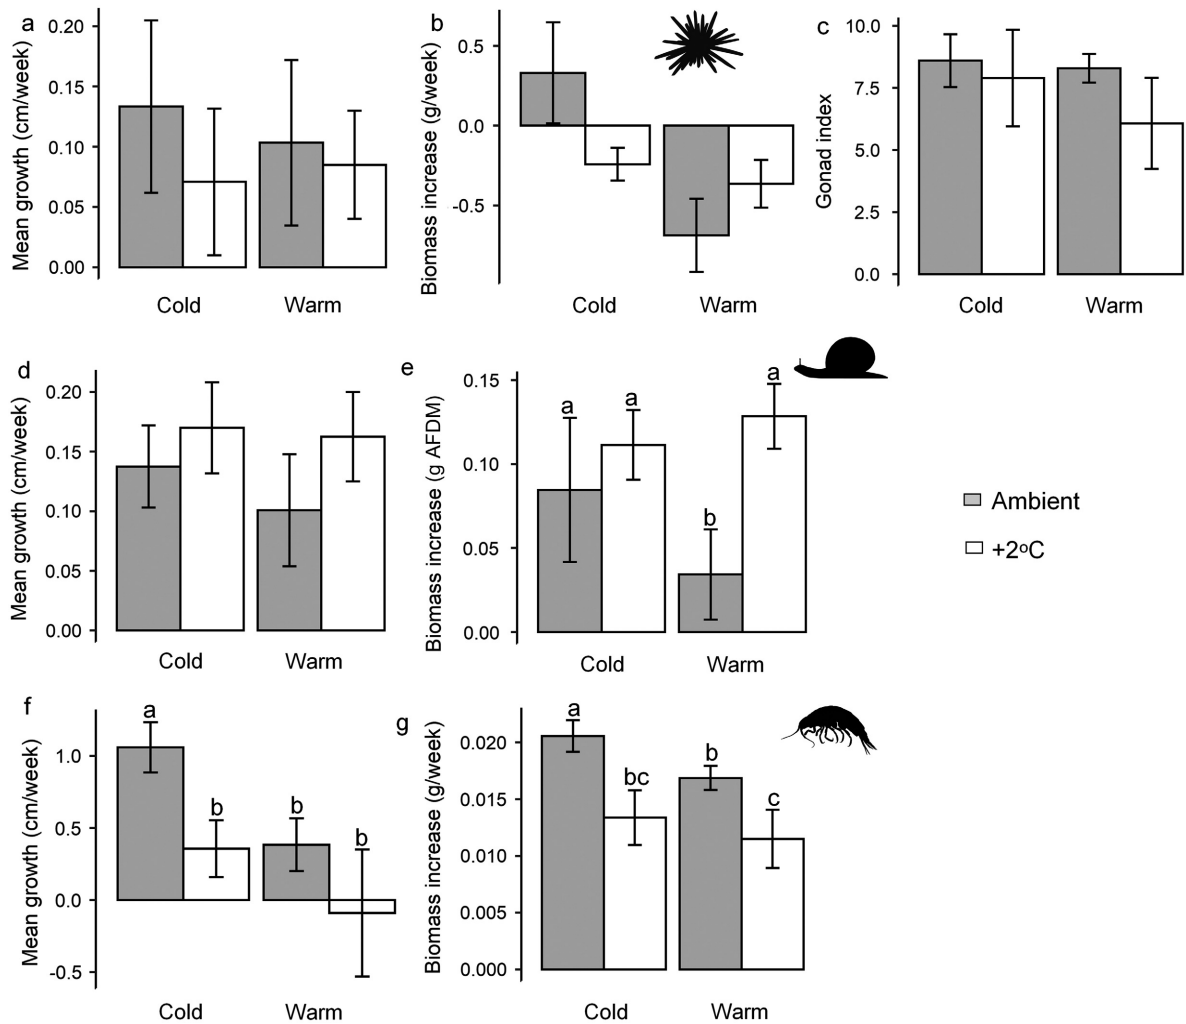 a
Mean growth (cm/week)
0.20
0.15
0.10
0.05
0.00
Cold
Warm
b
Biomass increase (g/week)
0.5
0.0
-0.5
Cold
Warm
c
Gonad index
10.0
7.5
5.0
2.5
0.0
Cold
Warm
d
Mean growth (cm/week)
0.20
0.15
0.10
0.05
0.00
Cold
Warm
e
Biomass increase (g AFDM)
0.15
0.10
0.05
0.00
a
a
b
a
Cold
Warm
Ambient
+2°C
f
Mean growth (cm/week)
1.0
0.5
0.0
-0.5
a
b
b
b
Cold
Warm
g
Biomass increase (g/week)
0.020
0.015
0.010
0.005
0.000
a
bc
b
c
Cold
Warm